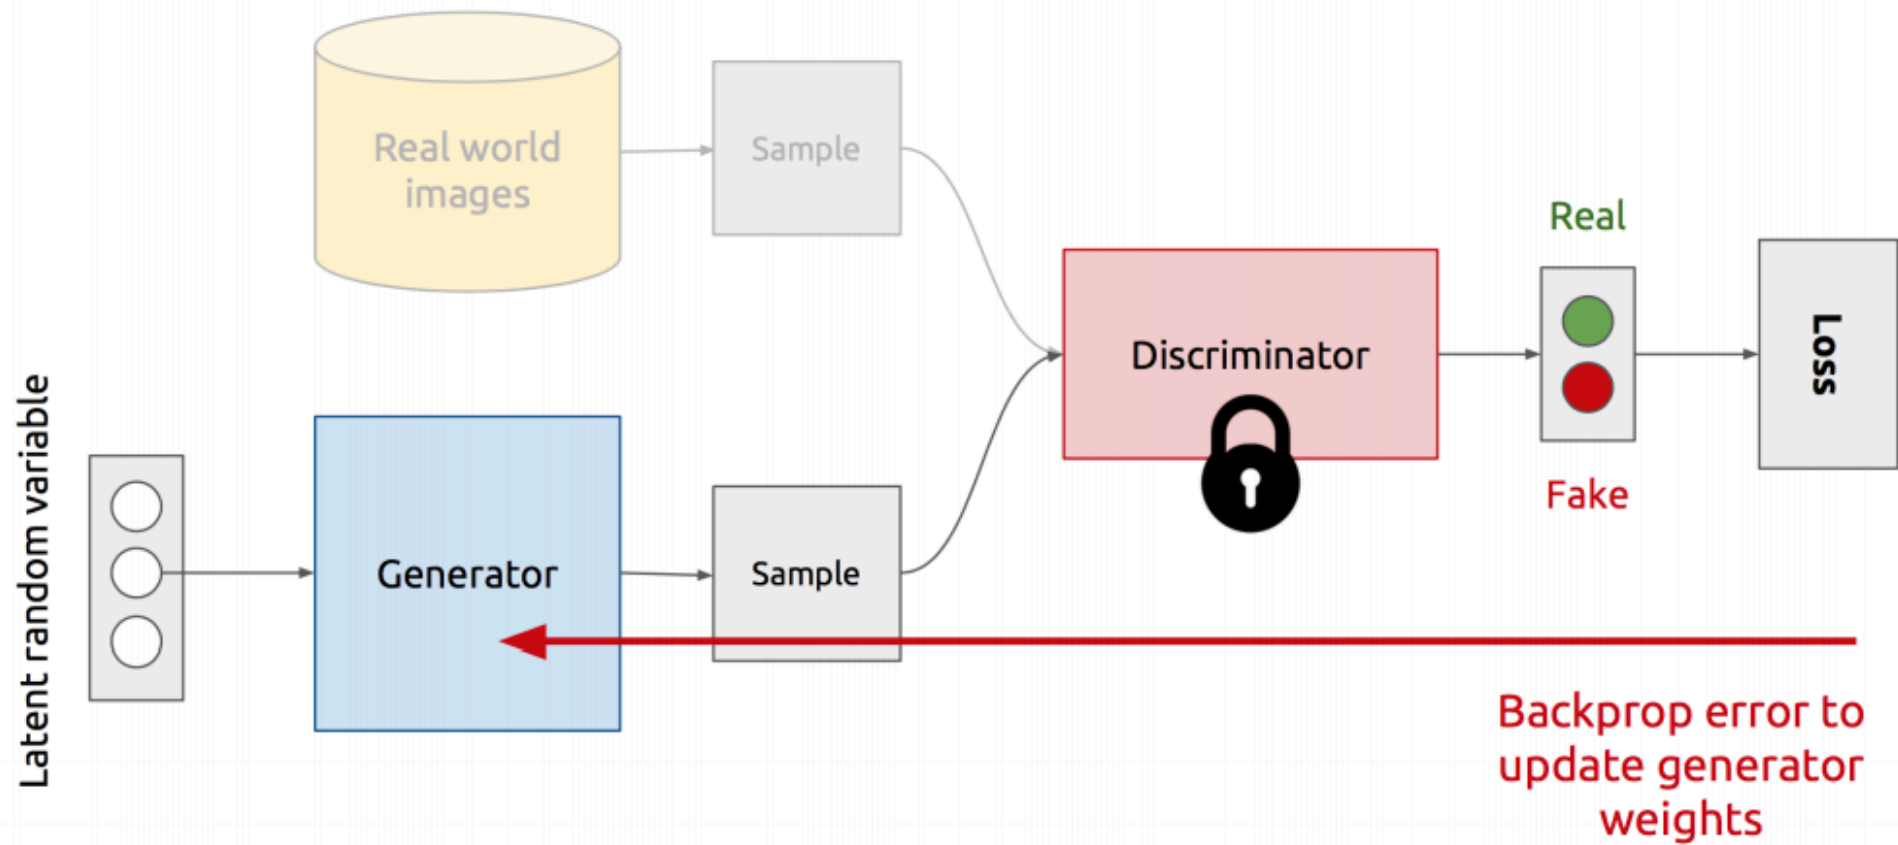 Real world
images
Sample
Real
Discriminator
Loss
Fake
Latent random variable
Generator
Sample
Backprop error to
update generator
weights